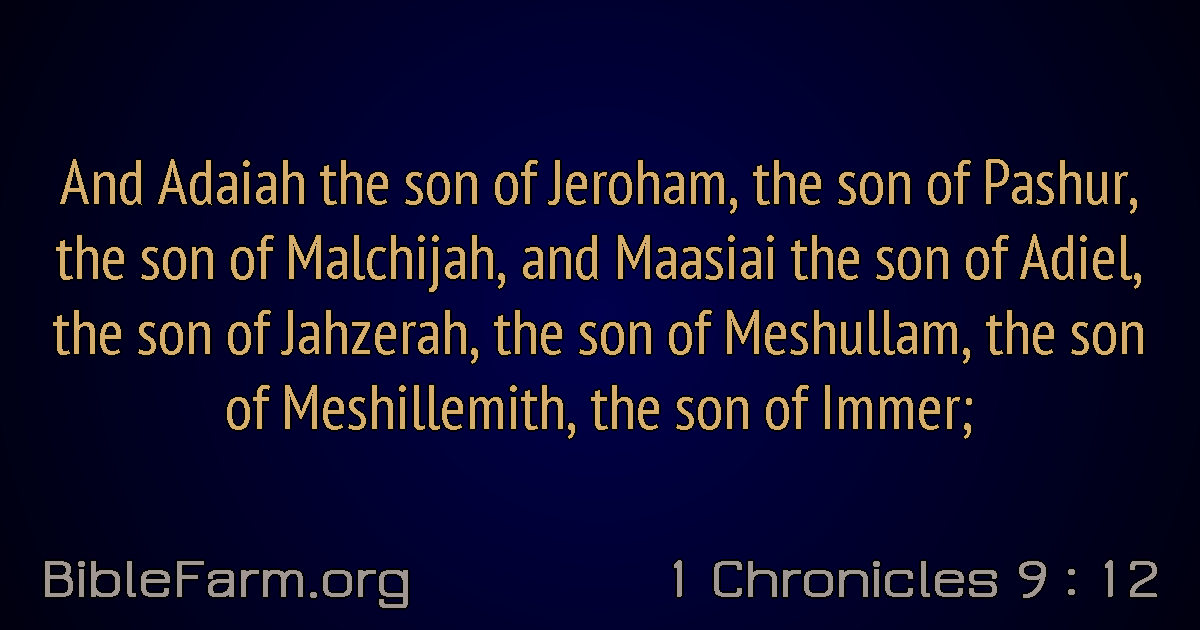 And Adaiah the son of Jeroham, the son of Pashur,
the son of Malchijah, and Maasiai the son of Adiel,
the son of Jahzerah, the son of Meshullam, the son
of Meshillemith, the son of Immer;
BibleFarm.org
1 Chronicles 9 : 12